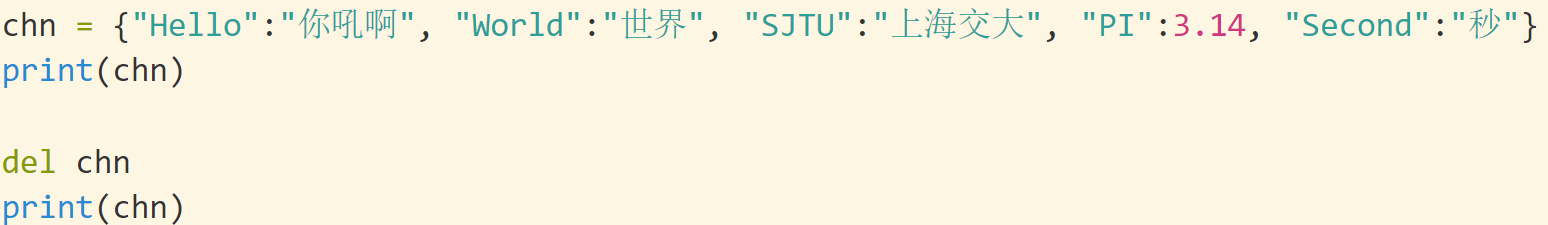 chn = {"Hello":"你吼啊", "World":"世界", "SJTU":"上海交大", "PI":3.14, "Second":"秒"}
print(chn)
del chn
print(chn)